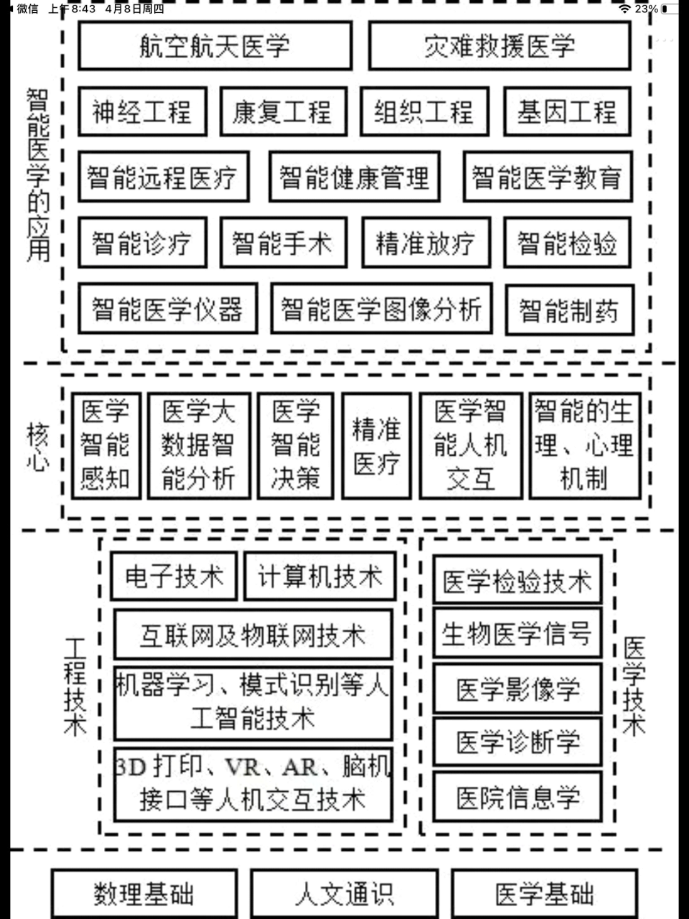 微信 上午8:43 4月8日周四 23%
航空航天医学 灾难救援医学
神经工程 康复工程 组织工程 基因工程
智能远程医疗 智能健康管理 智能医学教育
智能诊疗 智能手术 精准放疗 智能检验
智能医学仪器 智能医学图像分析 智能制药
智能医学的应用
核心
医学
智能
感知
医学大
数据智
能分析
医学
智能
决策
精准
医疗
医学智
能人机
交互
智能的生
理、心理
机制
工程技术
电子技术 计算机技术
互联网及物联网技术
机器学习、模式识别等人
工智能技术
3D 打印、VR、AR、脑机
接口等人机交互技术
医学检验技术
生物医学信号
医学影像学
医学诊断学
医院信息学
医学技术
数理基础 人文通识 医学基础